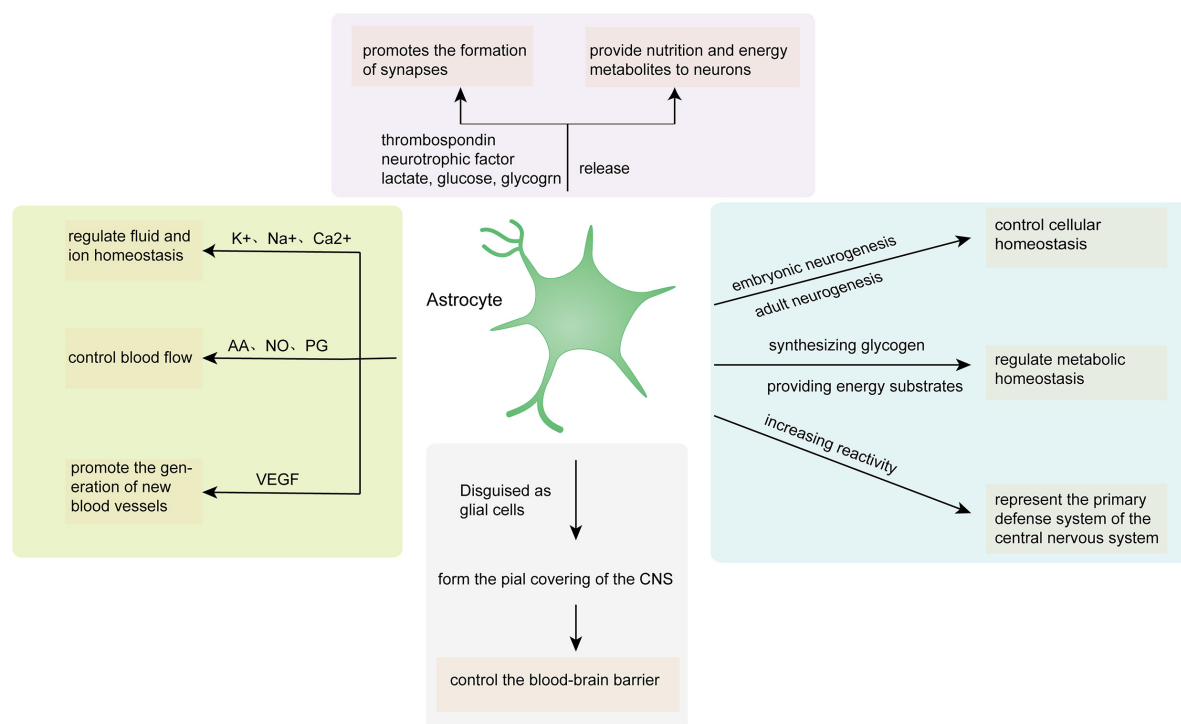 promotes the formation
of synapses
provide nutrition and energy
metabolites to neurons
thrombospondin
neurotrophic factor
lactate, glucose, glycogrn
release
regulate fluid and
ion homeostasis
K+、Na+、Ca2+
control blood flow
AA、NO、PG
promote the gen-
eration of new
blood vessels
VEGF
Astrocyte
embryonic neurogenesis
adult neurogenesis
control cellular
homeostasis
synthesizing glycogen
providing energy substrates
regulate metabolic
homeostasis
increasing reactivity
represent the primary
defense system of the
central nervous system
Disguised as
glial cells
form the pial covering of the CNS
control the blood-brain barrier